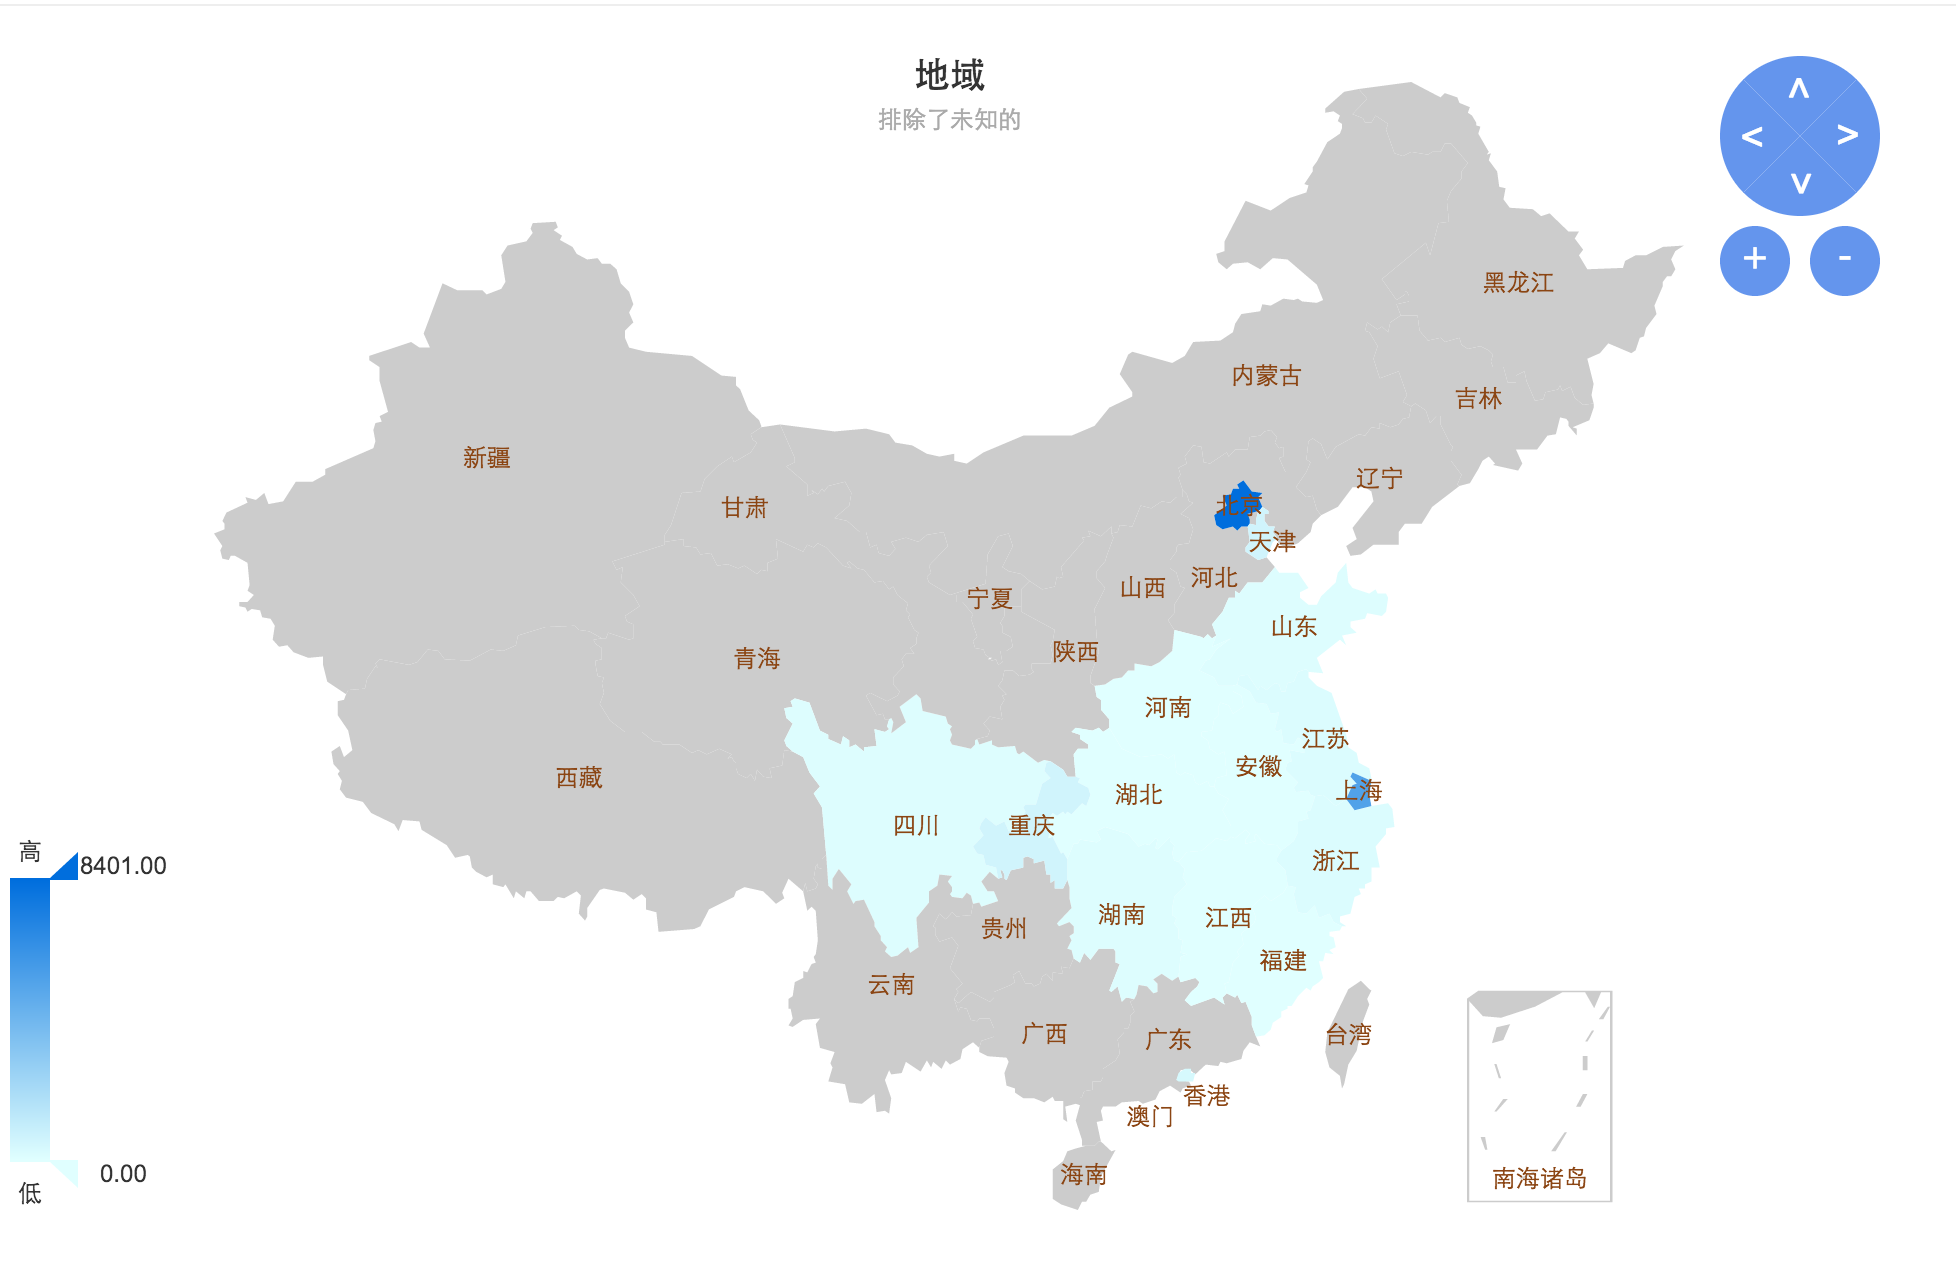 地域
排除了未知的
^
<
>
v
+
-
黑龙江
内蒙古
吉林
新疆
辽宁
甘肃
北京
天津
河北
山西
宁夏
山东
陕西
青海
河南
江苏
安徽
西藏
上海
湖北
四川
重庆
浙江
高
8401.00
湖南
江西
贵州
福建
云南
广西
台湾
广东
香港
澳门
海南
0.00
低
南海诸岛